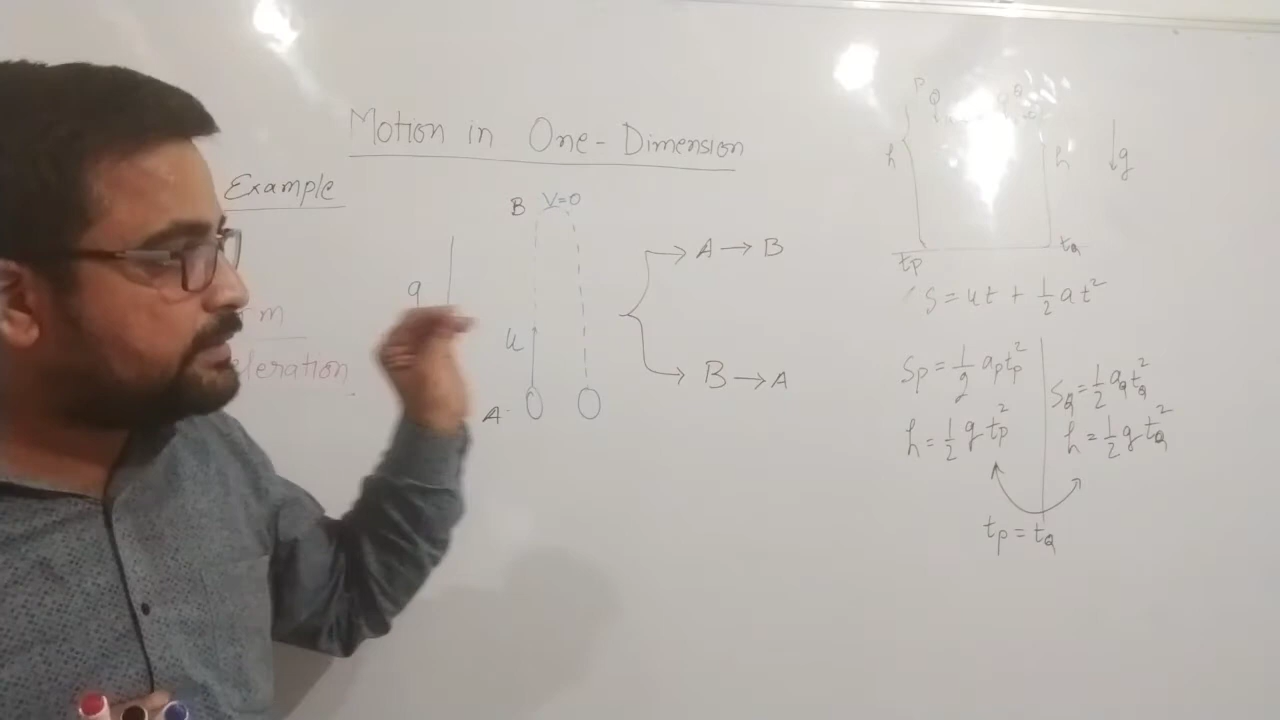 Motion in One-Dimension
Example
rm
eleration
B V=0
g
u
A
A → B
B → A
P Q
h
h
g
tp
tQ
S = ut + 1/2 at²
Sp = 1/2 ap tp²
h = 1/2 g tp²
SQ = 1/2 aQ tQ²
h = 1/2 g tQ²
tp = tQ